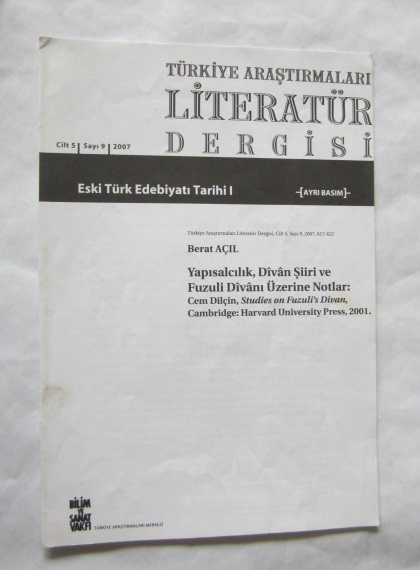 TÜRKİYE ARAŞTIRMALARI
LİTERATÜR
DERGİSİ
Cilt 5 | Sayı 9 | 2007
Eski Türk Edebiyatı Tarihi I
–[AYRI BASIM]–
Türkiye Araştırmaları Literatür Dergisi, Cilt 5, Sayı 9, 2007, 617-622
Berat AÇIL
Yapısalcılık, Dîvân Şiiri ve
Fuzuli Dîvânı Üzerine Notlar:
Cem Dilçin, Studies on Fuzuli's Divan,
Cambridge: Harvard University Press, 2001.
BİLİM
VE
SANAT
VAKFI
TÜRKİYE ARAŞTIRMALARI MERKEZİ